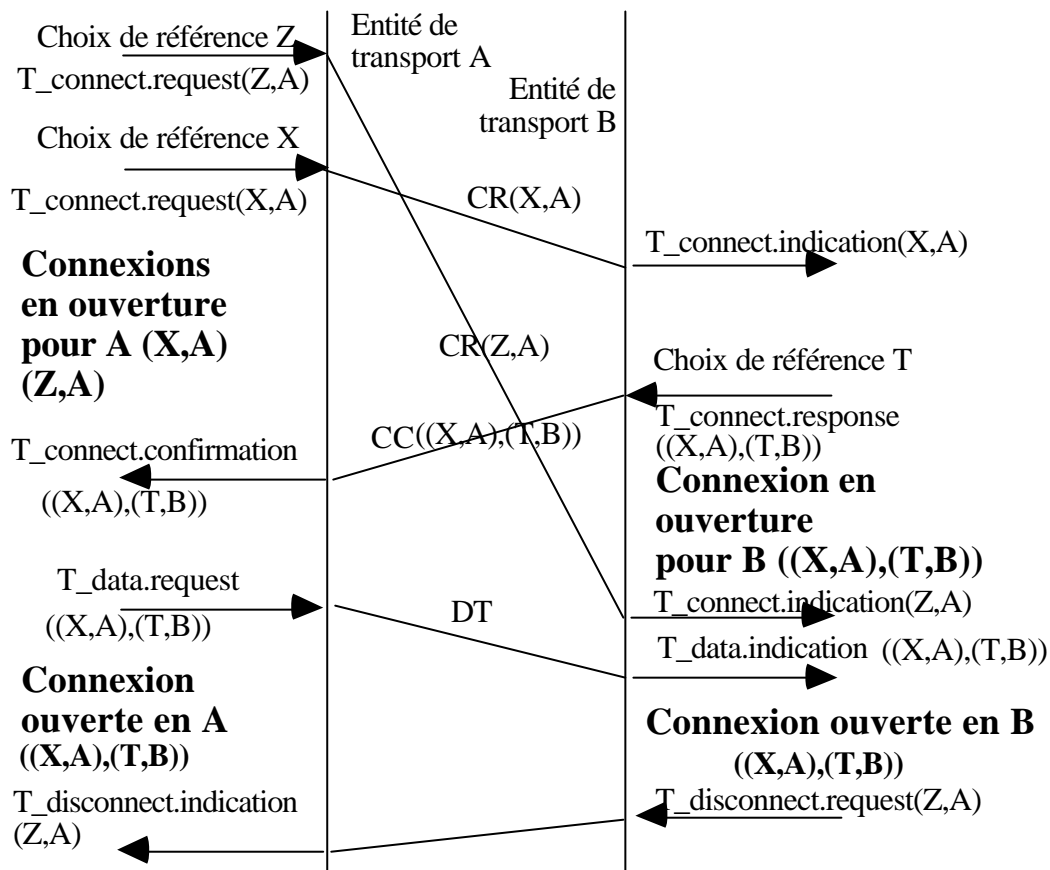 Choix de référence Z
T_connect.request(Z,A)
Entité de
transport A
Entité de
transport B
Choix de référence X
T_connect.request(X,A)
CR(X,A)
T_connect.indication(X,A)
Connexions
en ouverture
pour A (X,A)
(Z,A)
CR(Z,A)
Choix de référence T
T_connect.response
((X,A),(T,B))
CC((X,A),(T,B))
T_connect.confirmation
((X,A),(T,B))
Connexion en
ouverture
pour B ((X,A),(T,B))
T_data.request
((X,A),(T,B))
DT
T_connect.indication(Z,A)
T_data.indication ((X,A),(T,B))
Connexion
ouverte en A
((X,A),(T,B))
Connexion ouverte en B
((X,A),(T,B))
T_disconnect.request(Z,A)
T_disconnect.indication
(Z,A)